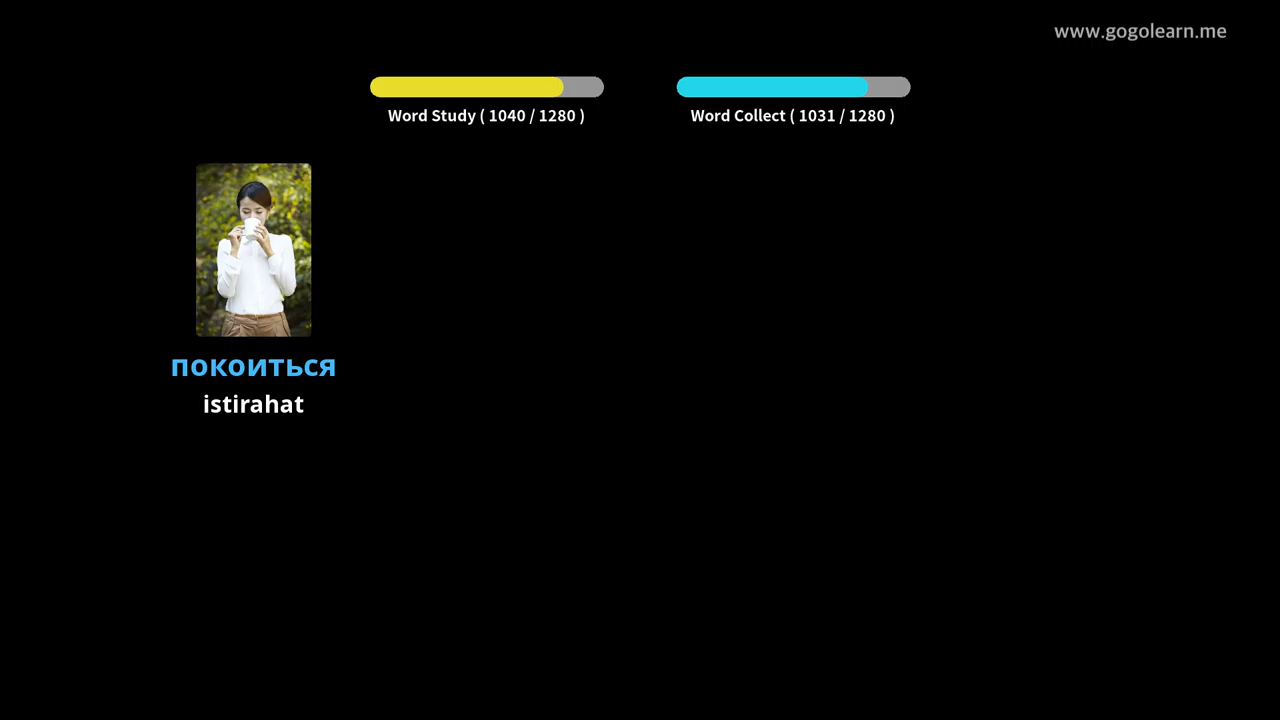 www.gogolearn.me
Word Study ( 1040 / 1280 )
Word Collect ( 1031 / 1280 )
покоиться
istirahat